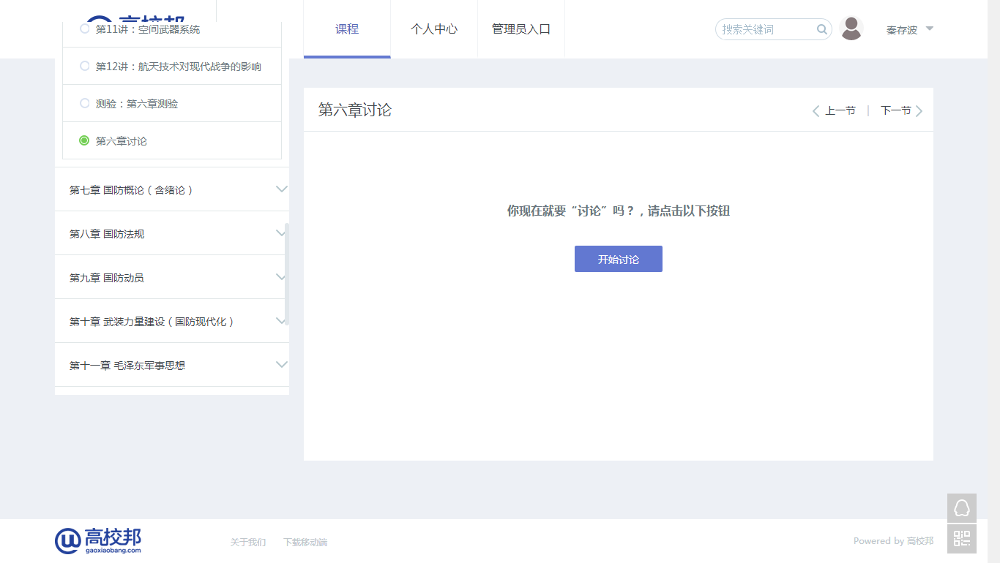 高校邦
课程
个人中心
管理员入口
搜索关键词
秦存波
第11讲：空间武器系统
第12讲：航天技术对现代战争的影响
测验：第六章测验
第六章讨论
第七章 国防概论（含绪论）
第八章 国防法规
第九章 国防动员
第十章 武装力量建设（国防现代化）
第十一章 毛泽东军事思想
第六章讨论
上一节 | 下一节
你现在就要“讨论”吗？，请点击以下按钮
开始讨论
高校邦
gaoxiaobang.com
关于我们
下载移动端
Powered by 高校邦